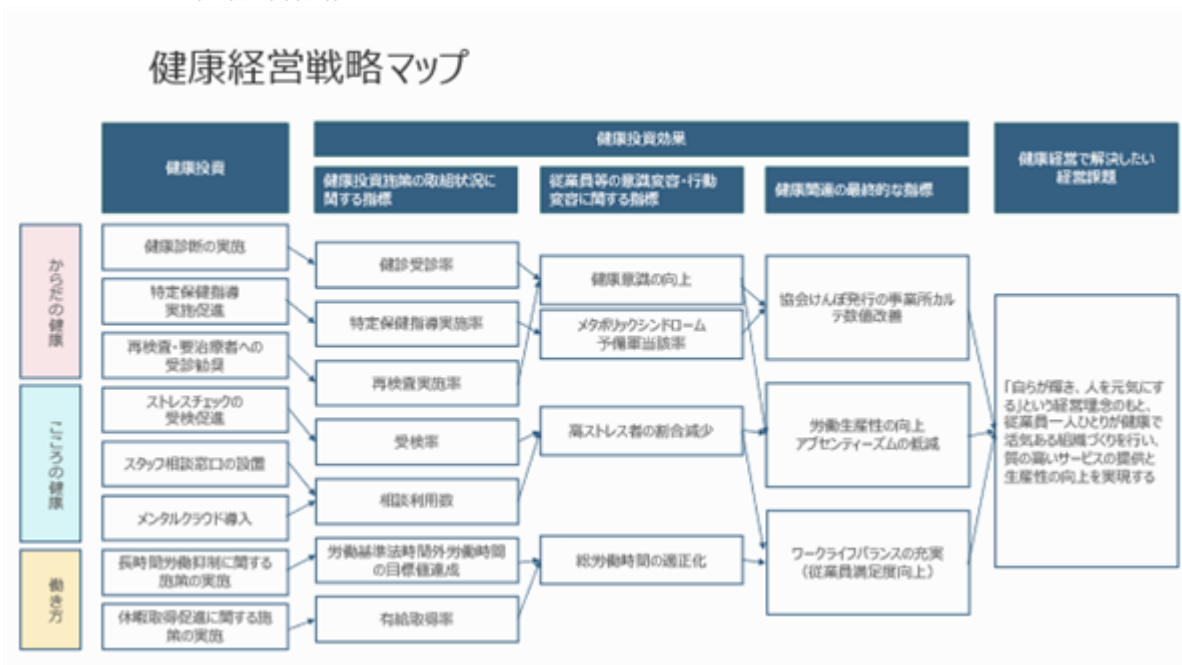 健康経営戦略マップ
健康投資
健康投資効果
健康経営で解決したい
経営課題
健康投資施策の取組状況に
関する指標
従業員等の意識変容・行動
変容に関する指標
健康関連の最終的な指標
からだの健康
健康診断の実施
特定保健指導
実施促進
再検査・要治療者への
受診勧奨
こころの健康
ストレスチェックの
受検促進
スタッフ相談窓口の設置
メンタルクラウド導入
働き方
長時間労働抑制に関する
施策の実施
休暇取得促進に関する施
策の実施
健診受診率
特定保健指導実施率
再検査実施率
受検率
相談利用数
労働基準法時間外労働時間
の目標値達成
有給取得率
健康意識の向上
メタボリックシンドローム
予備軍当該率
高ストレス者の割合減少
総労働時間の適正化
協会けんぽ発行の事業所カル
テ数値改善
労働生産性の向上
アブセンティーズムの低減
ワークライフバランスの充実
（従業員満足度向上）
「自らが輝き、人を元気にす
る」という経営理念のもと、
従業員一人ひとりが健康で
活気ある組織づくりを行い、
質の高いサービスの提供と
生産性の向上を実現する